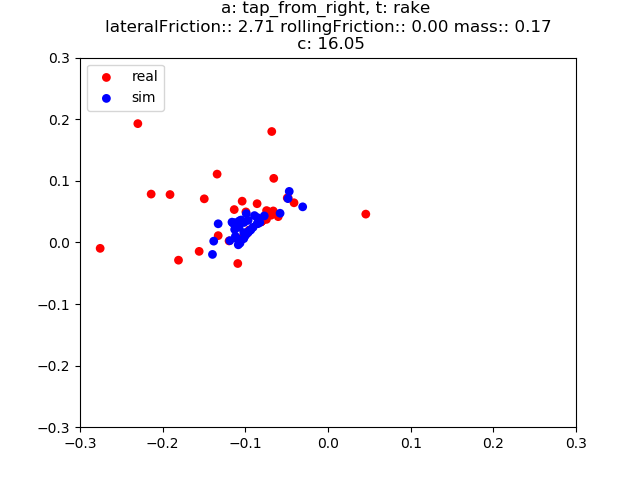 a: tap_from_right, t: rake
lateralFriction:: 2.71 rollingFriction:: 0.00 mass:: 0.17
c: 16.05
real
sim
0.3
0.2
0.1
0.0
−0.1
−0.2
−0.3
−0.3
−0.2
−0.1
0.0
0.1
0.2
0.3